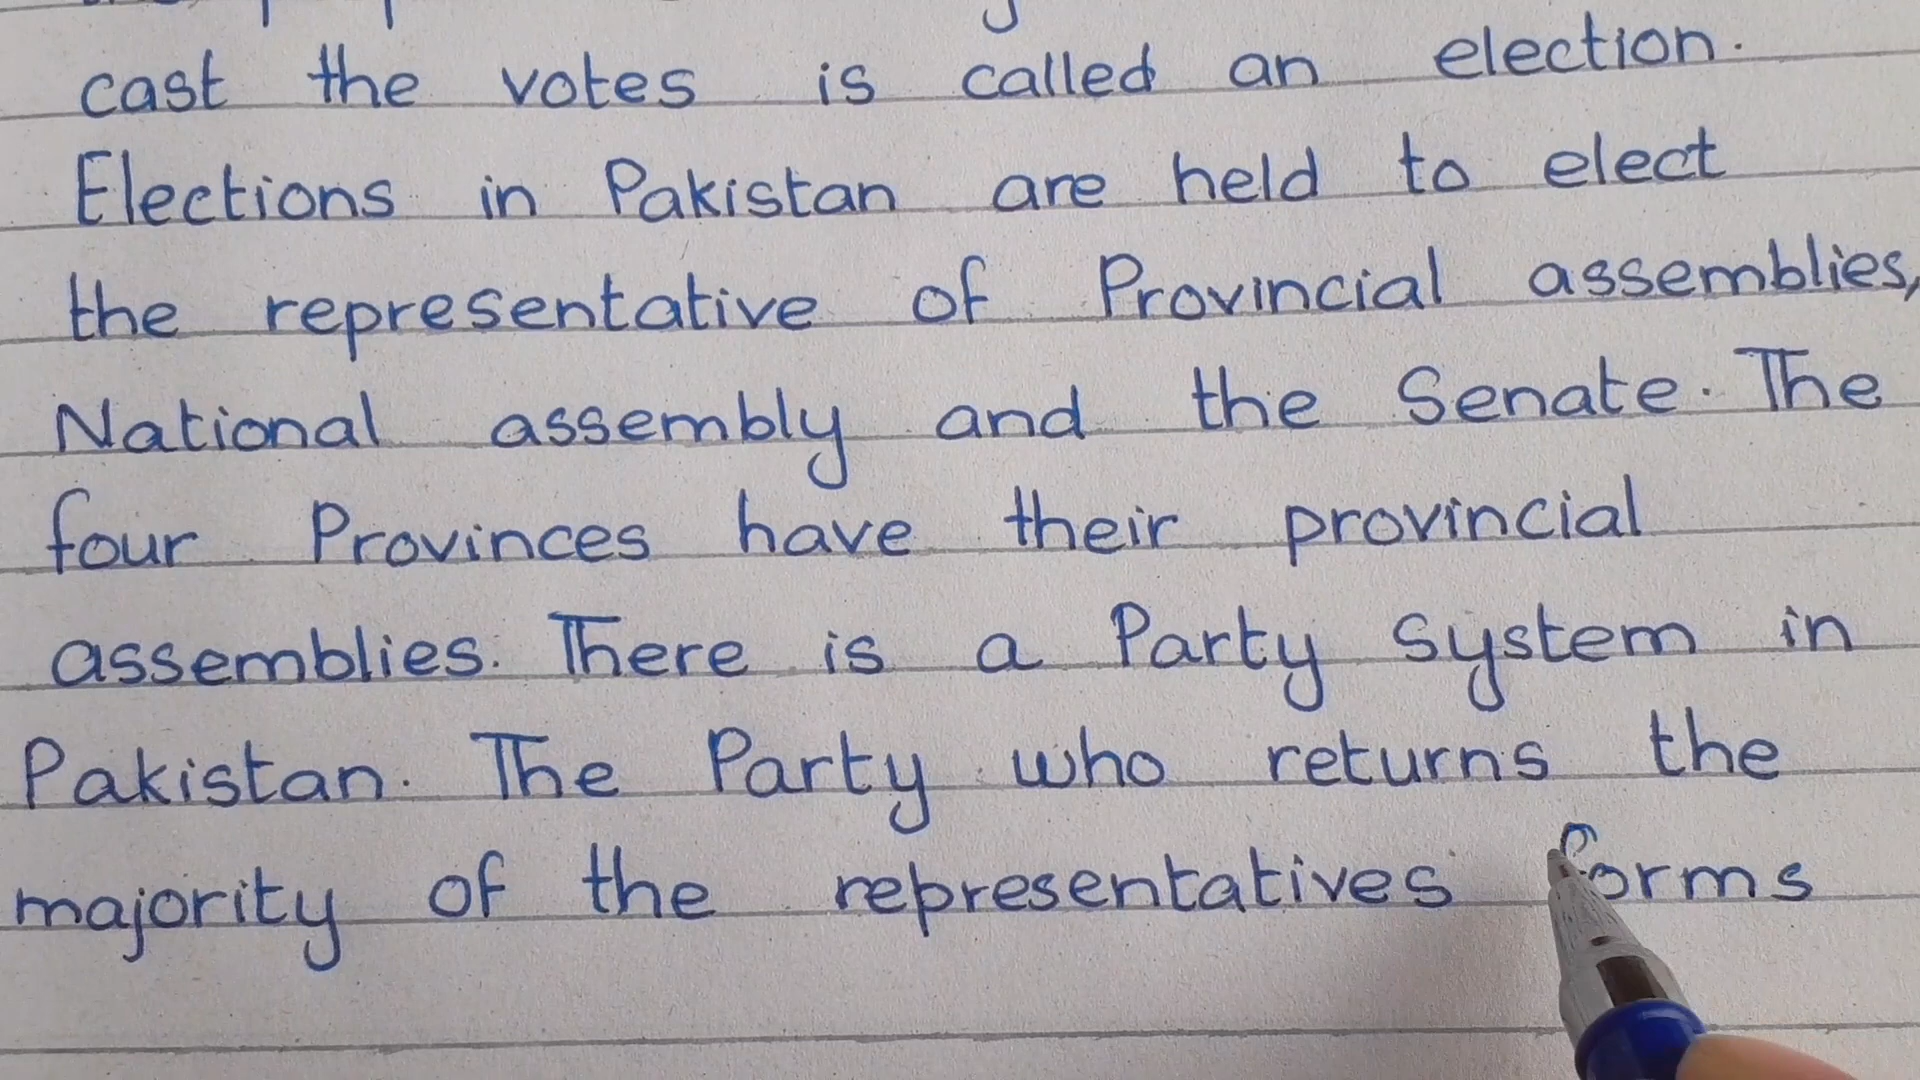 cast the votes is called an election.
Elections in Pakistan are held to elect
the representative of Provincial assemblies,
National assembly and the Senate. The
four Provinces have their provincial
assemblies. There is a Party system in
Pakistan. The Party who returns the
majority of the representatives forms